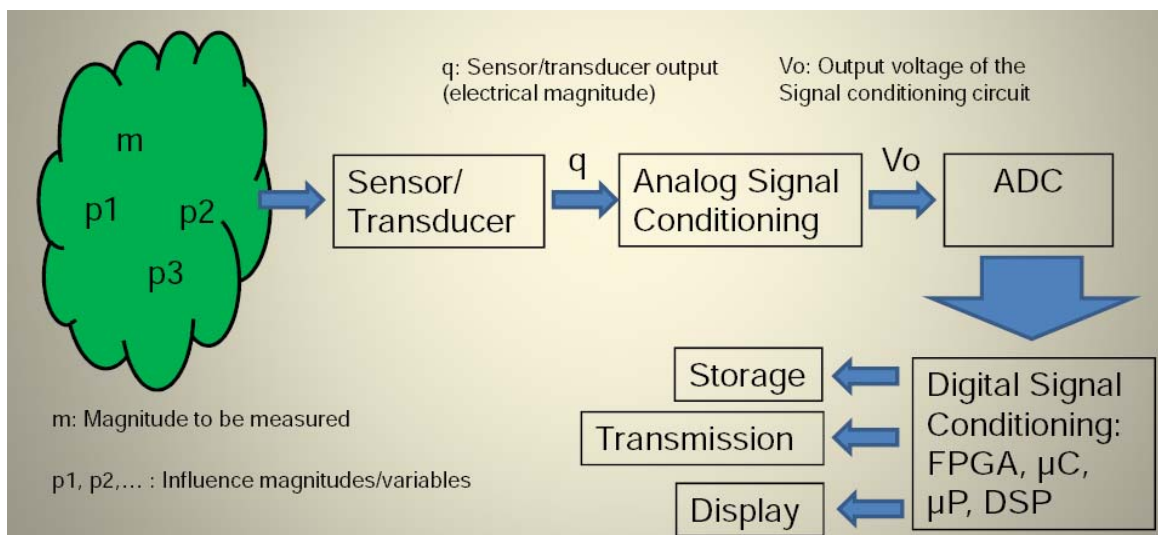 q: Sensor/transducer output
(electrical magnitude)
Vo: Output voltage of the
Signal conditioning circuit
m
p1
p2
p3
Sensor/
Transducer
q
Analog Signal
Conditioning
Vo
ADC
Storage
Transmission
Display
Digital Signal
Conditioning:
FPGA, µC,
µP, DSP
m: Magnitude to be measured
p1, p2,... : Influence magnitudes/variables